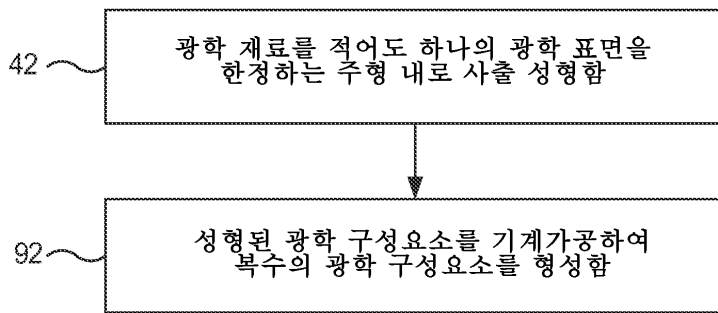 42
광학 재료를 적어도 하나의 광학 표면을
한정하는 주형 내로 사출 성형함
92
성형된 광학 구성요소를 기계가공하여
복수의 광학 구성요소를 형성함